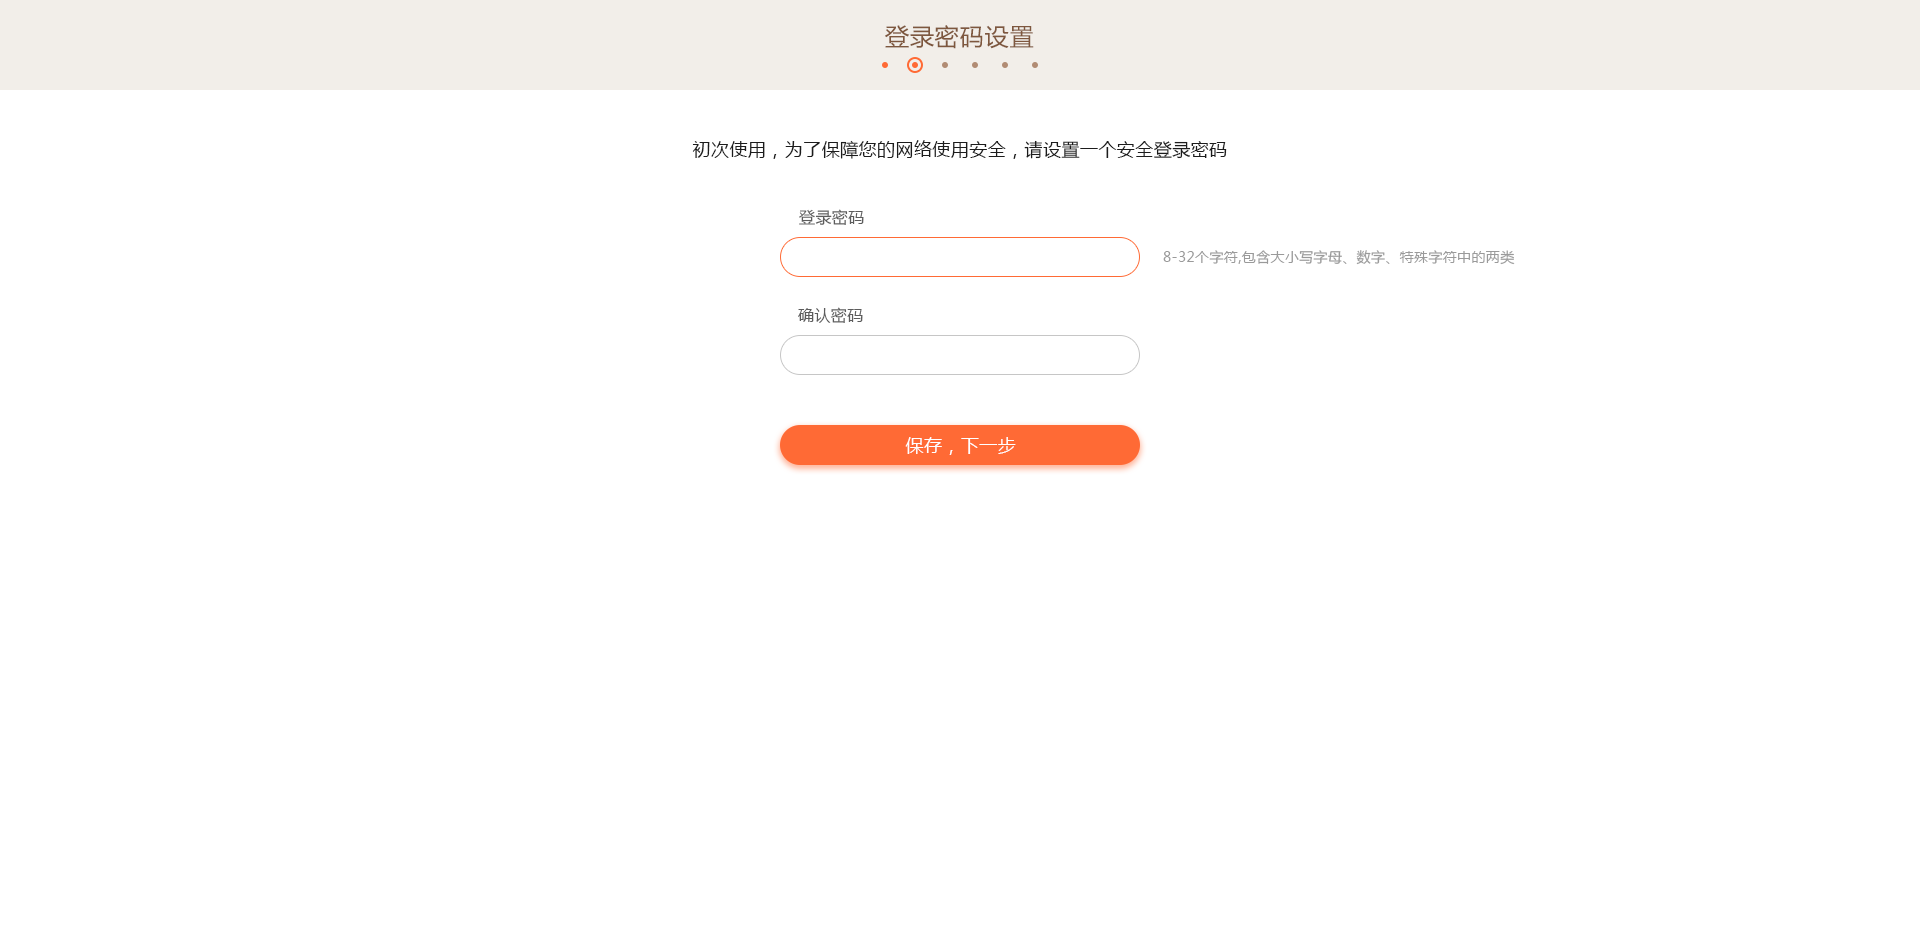 登录密码设置
初次使用，为了保障您的网络使用安全，请设置一个安全登录密码
登录密码
8-32个字符,包含大小写字母、数字、特殊字符中的两类
确认密码
保存，下一步